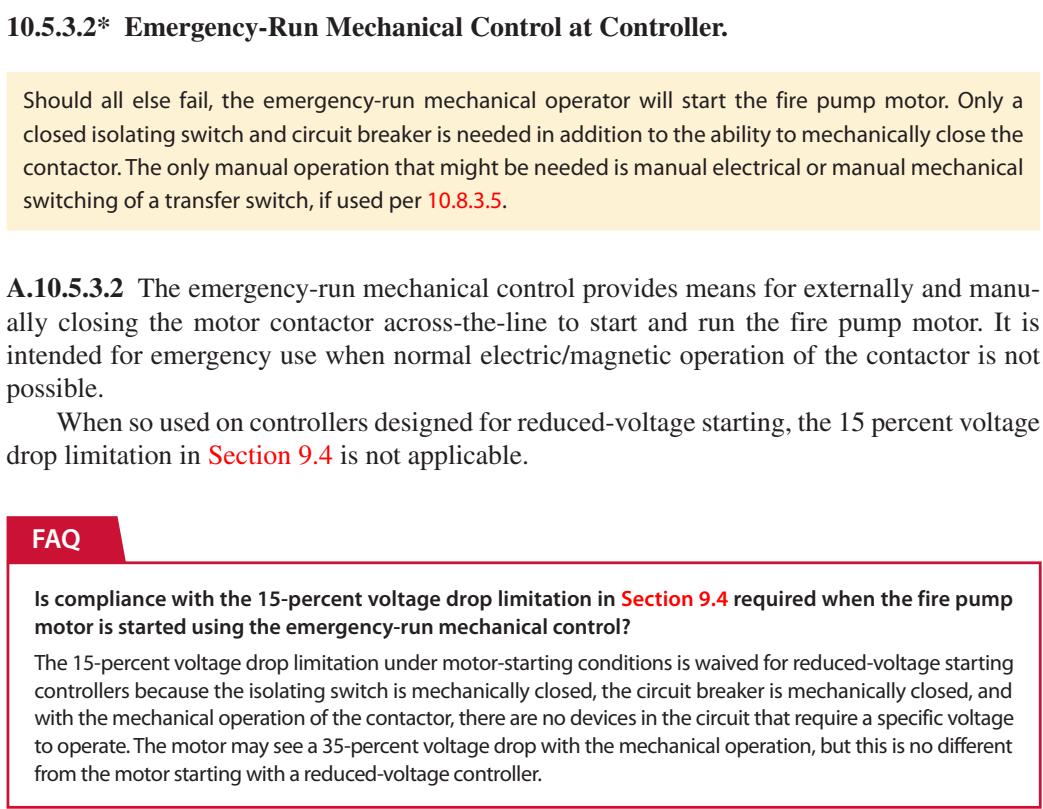 10.5.3.2* Emergency-Run Mechanical Control at Controller.
Should all else fail, the emergency-run mechanical operator will start the fire pump motor. Only a
closed isolating switch and circuit breaker is needed in addition to the ability to mechanically close the
contactor. The only manual operation that might be needed is manual electrical or manual mechanical
switching of a transfer switch, if used per 10.8.3.5.
A.10.5.3.2 The emergency-run mechanical control provides means for externally and manu-
ally closing the motor contactor across-the-line to start and run the fire pump motor. It is
intended for emergency use when normal electric/magnetic operation of the contactor is not
possible.
When so used on controllers designed for reduced-voltage starting, the 15 percent voltage
drop limitation in Section 9.4 is not applicable.
FAQ
Is compliance with the 15-percent voltage drop limitation in Section 9.4 required when the fire pump
motor is started using the emergency-run mechanical control?
The 15-percent voltage drop limitation under motor-starting conditions is waived for reduced-voltage starting
controllers because the isolating switch is mechanically closed, the circuit breaker is mechanically closed, and
with the mechanical operation of the contactor, there are no devices in the circuit that require a specific voltage
to operate. The motor may see a 35-percent voltage drop with the mechanical operation, but this is no different
from the motor starting with a reduced-voltage controller.